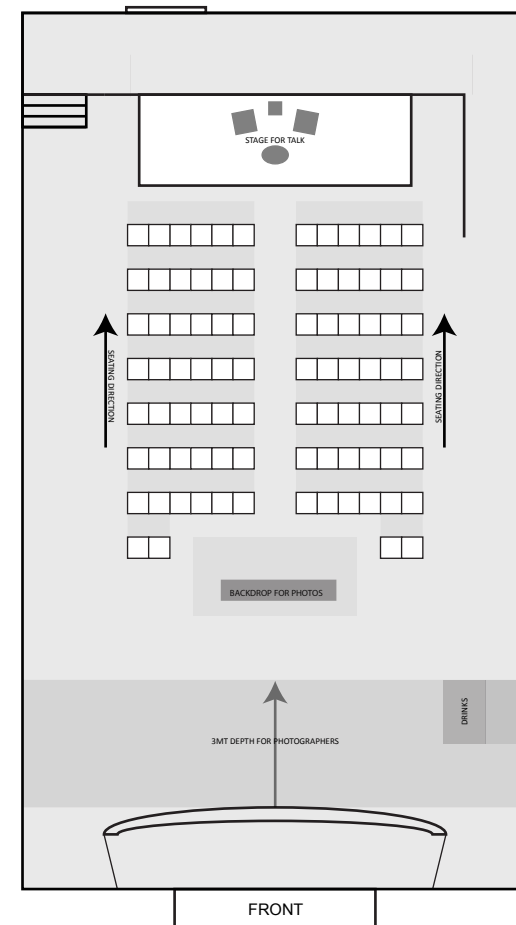 STAGE FOR TALK
SEATING DIRECTION
SEATING DIRECTION
BACKDROP FOR PHOTOS
DRINKS
3MT DEPTH FOR PHOTOGRAPHERS
FRONT